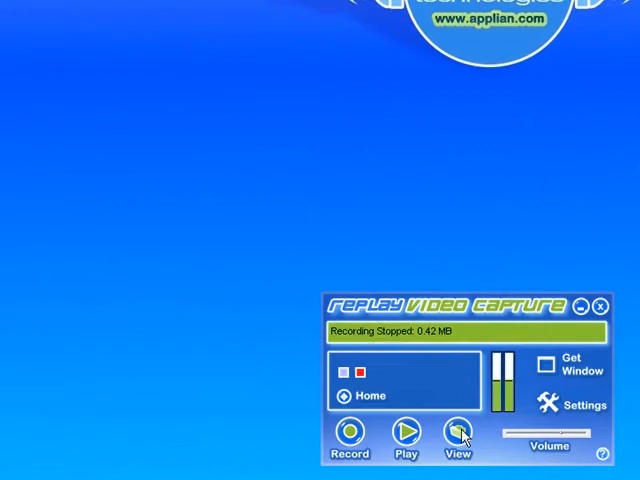 technologies
www.applian.com
REPLAY VIDEO CAPTURE
Recording Stopped: 0.42 MB
Get
Window
Home
Settings
Record
Play
View
Volume
?